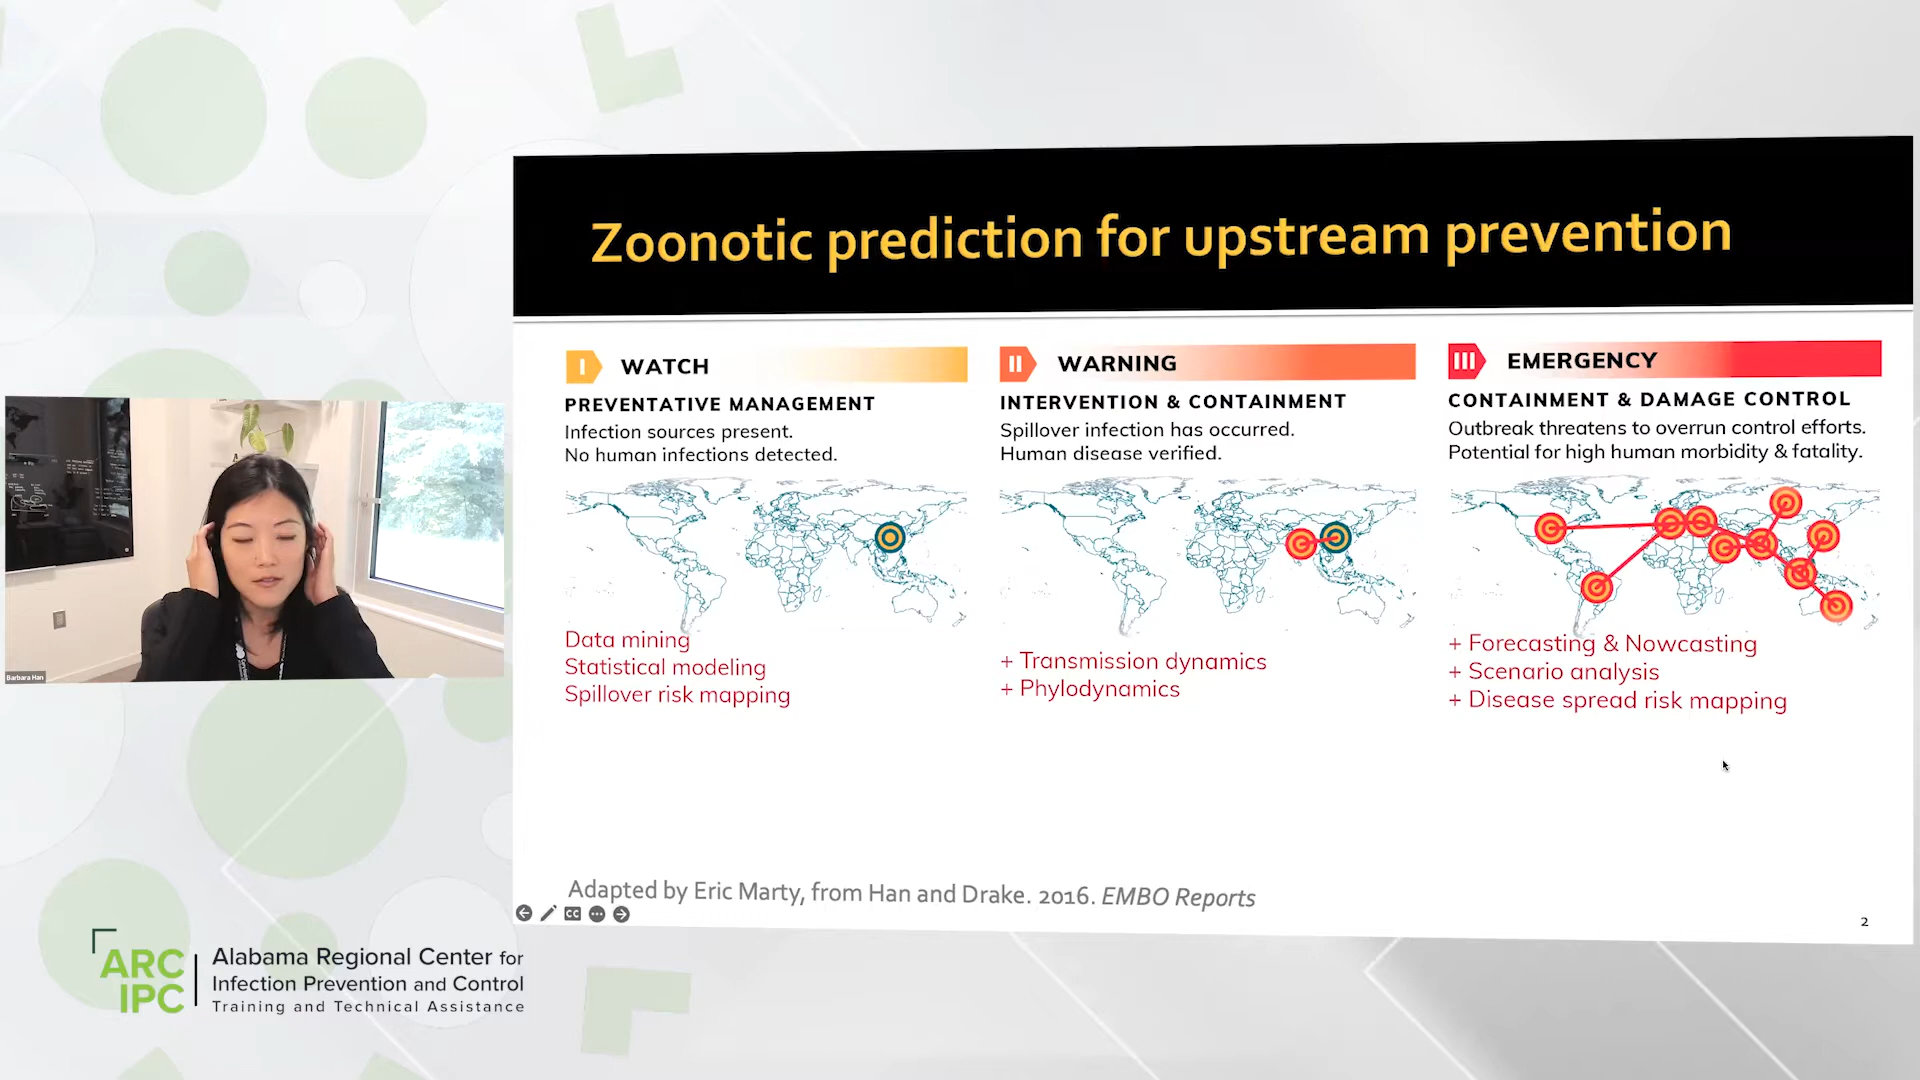 Zoonotic prediction for upstream prevention
I WATCH
PREVENTATIVE MANAGEMENT
Infection sources present.
No human infections detected.
Data mining
Statistical modeling
Spillover risk mapping
II WARNING
INTERVENTION & CONTAINMENT
Spillover infection has occurred.
Human disease verified.
+ Transmission dynamics
+ Phylodynamics
III EMERGENCY
CONTAINMENT & DAMAGE CONTROL
Outbreak threatens to overrun control efforts.
Potential for high human morbidity & fatality.
+ Forecasting & Nowcasting
+ Scenario analysis
+ Disease spread risk mapping
Adapted by Eric Marty, from Han and Drake. 2016. EMBO Reports
CC
2
Barbara Han
ARC
IPC
Alabama Regional Center for
Infection Prevention and Control
Training and Technical Assistance